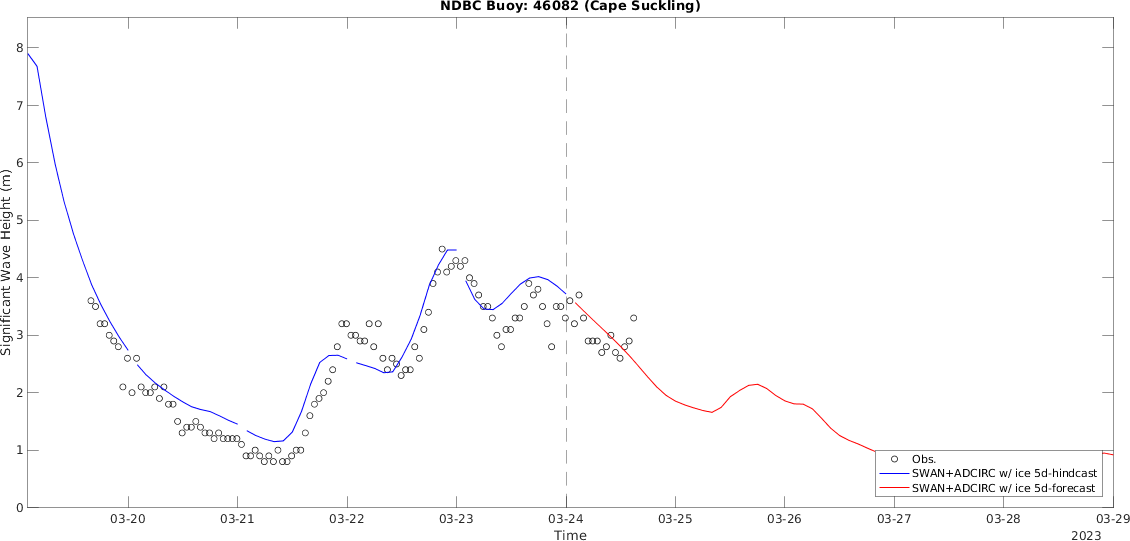 NDBC Buoy: 46082 (Cape Suckling)
8
7
6
5
4
3
2
1
0
Significant Wave Height (m)
Obs.
SWAN+ADCIRC w/ ice 5d-hindcast
SWAN+ADCIRC w/ ice 5d-forecast
03-20 03-21 03-22 03-23 03-24 03-25 03-26 03-27 03-28 03-29
Time
2023